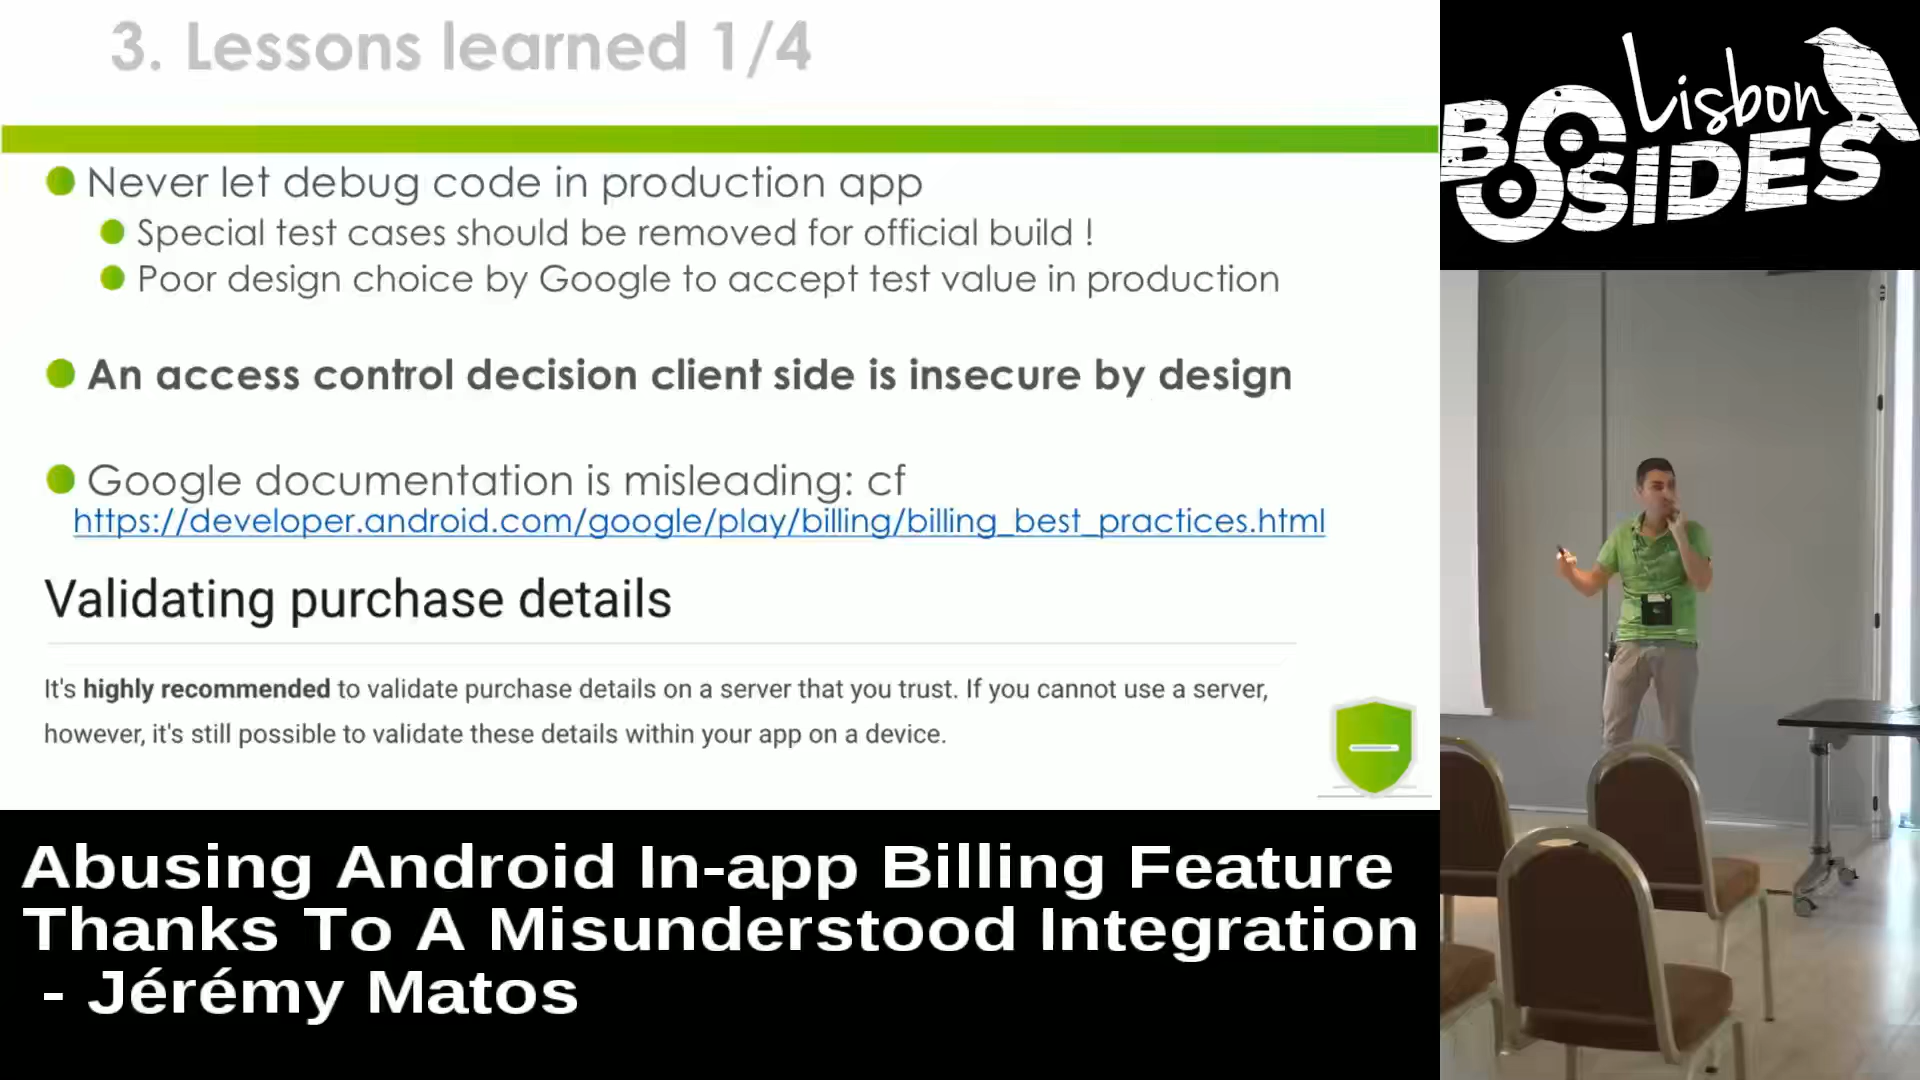 3. Lessons learned 1/4
Never let debug code in production app
Special test cases should be removed for official build !
Poor design choice by Google to accept test value in production
An access control decision client side is insecure by design
Google documentation is misleading: cf
https://developer.android.com/google/play/billing/billing_best_practices.html
Validating purchase details
It's highly recommended to validate purchase details on a server that you trust. If you cannot use a server,
however, it's still possible to validate these details within your app on a device.
Lisbon
BSIDES
Abusing Android In-app Billing Feature
Thanks To A Misunderstood Integration
- Jérémy Matos